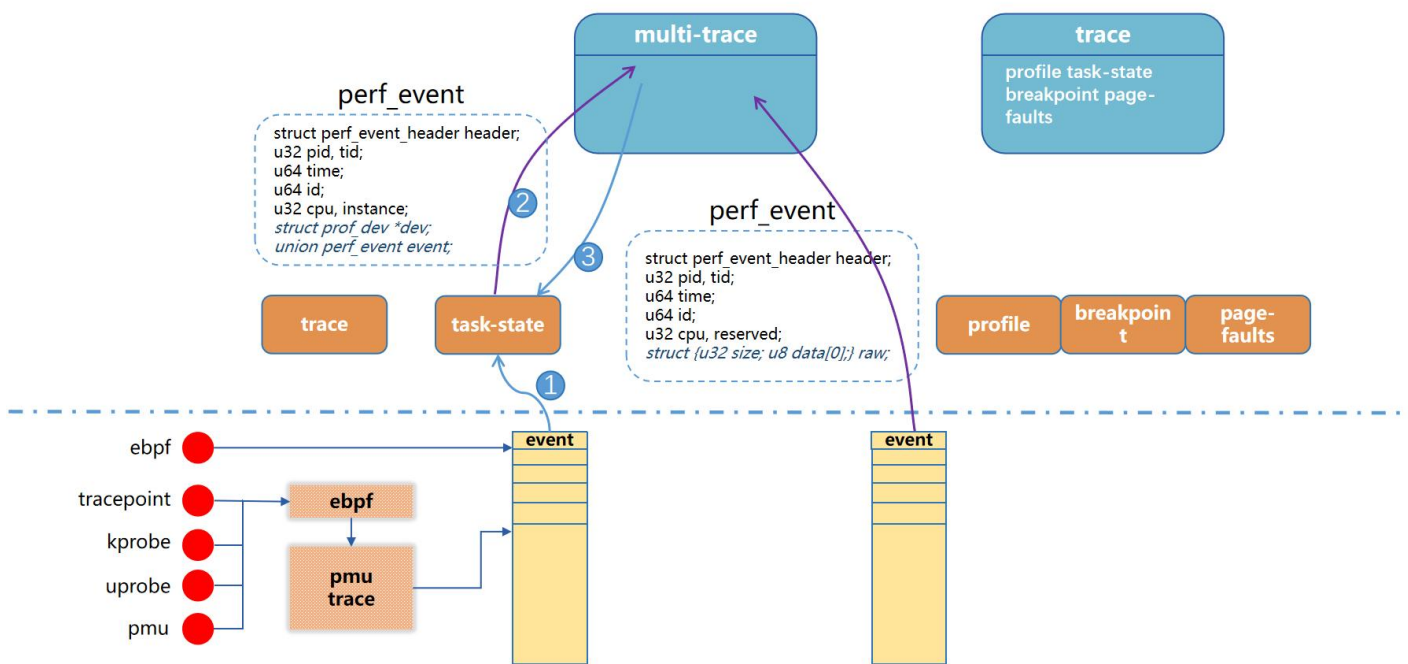 multi-trace
trace
profile task-state
breakpoint page-
faults
perf_event
struct perf_event_header header;
u32 pid, tid;
u64 time;
u64 id;
u32 cpu, instance;
struct prof_dev *dev;
union perf_event event;
2
perf_event
struct perf_event_header header;
u32 pid, tid;
u64 time;
u64 id;
u32 cpu, reserved;
struct {u32 size; u8 data[0];} raw;
3
trace
task-state
profile
breakpoin
t
page-
faults
1
ebpf
event
event
tracepoint
ebpf
kprobe
uprobe
pmu
trace
pmu